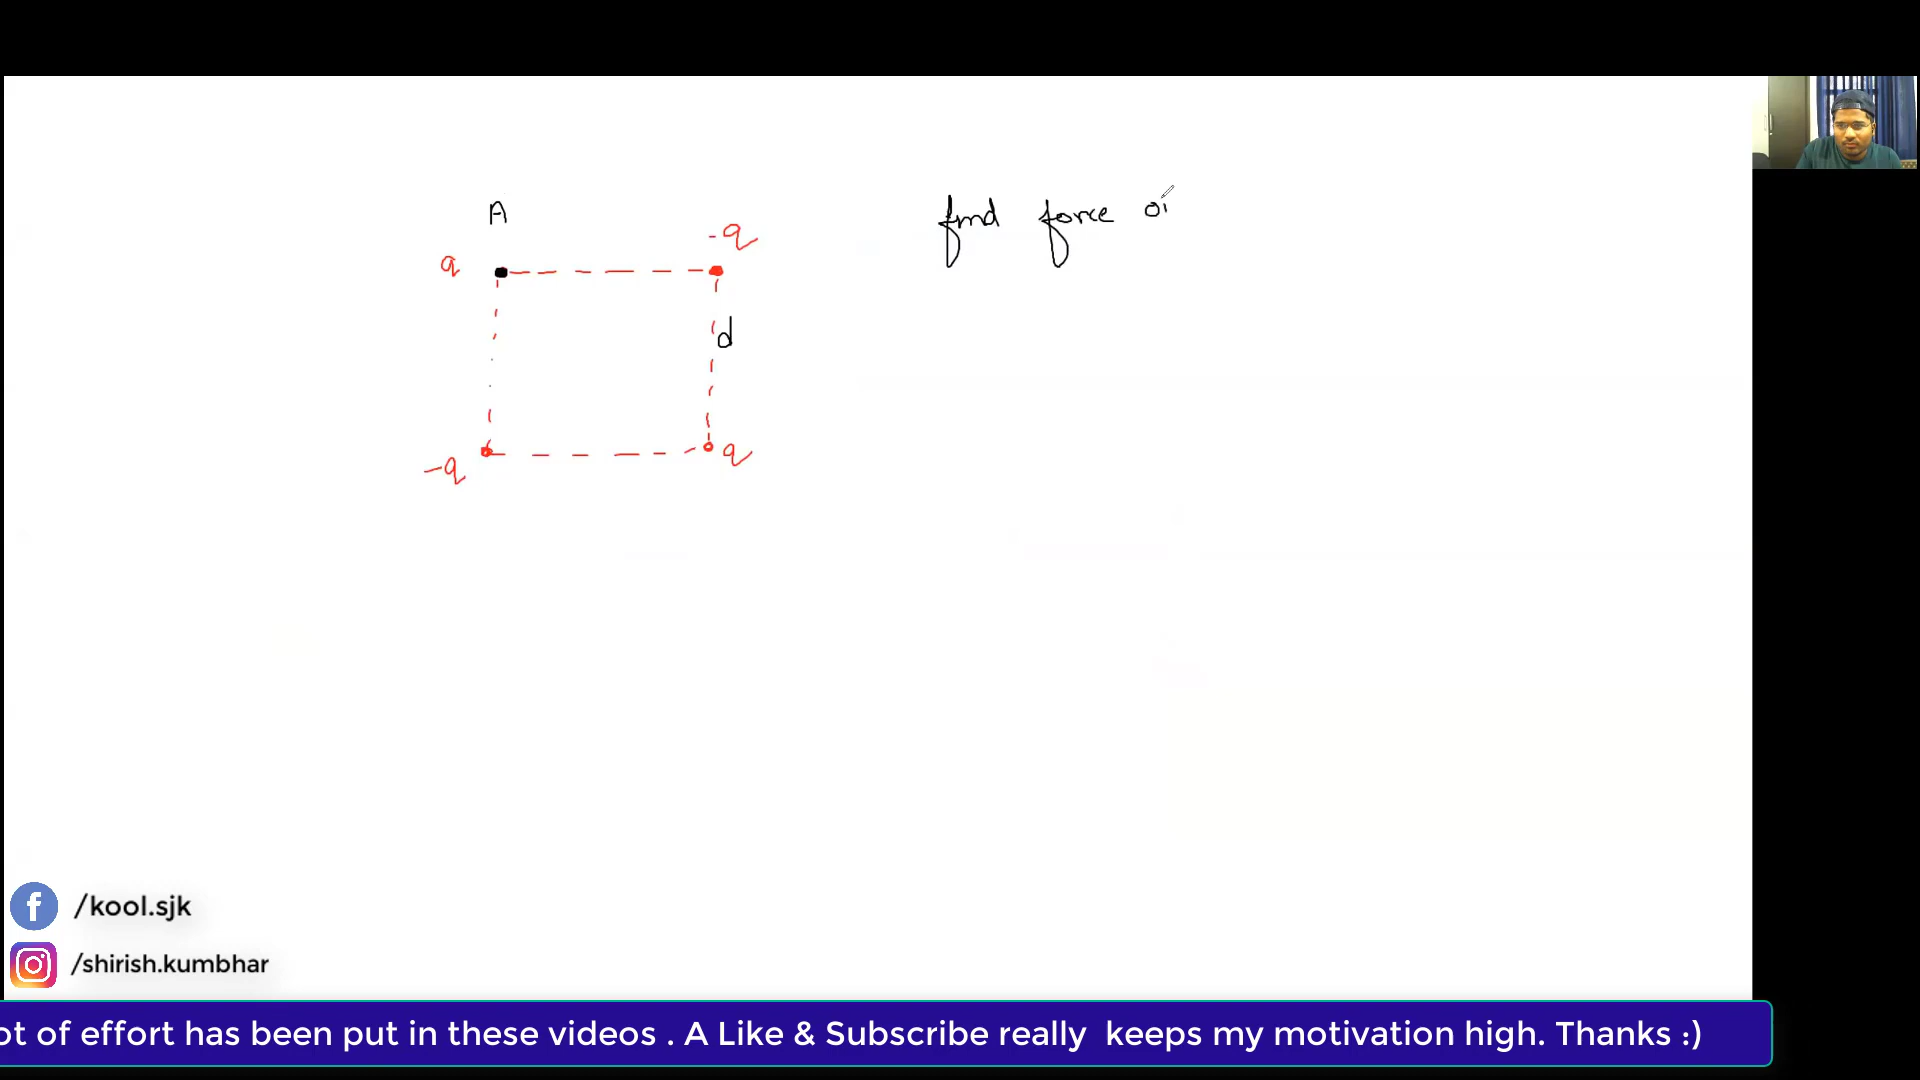 A
q
-q
find force on
d
-q
q
/kool.sjk
/shirish.kumbhar
ot of effort has been put in these videos . A Like & Subscribe really keeps my motivation high. Thanks :)